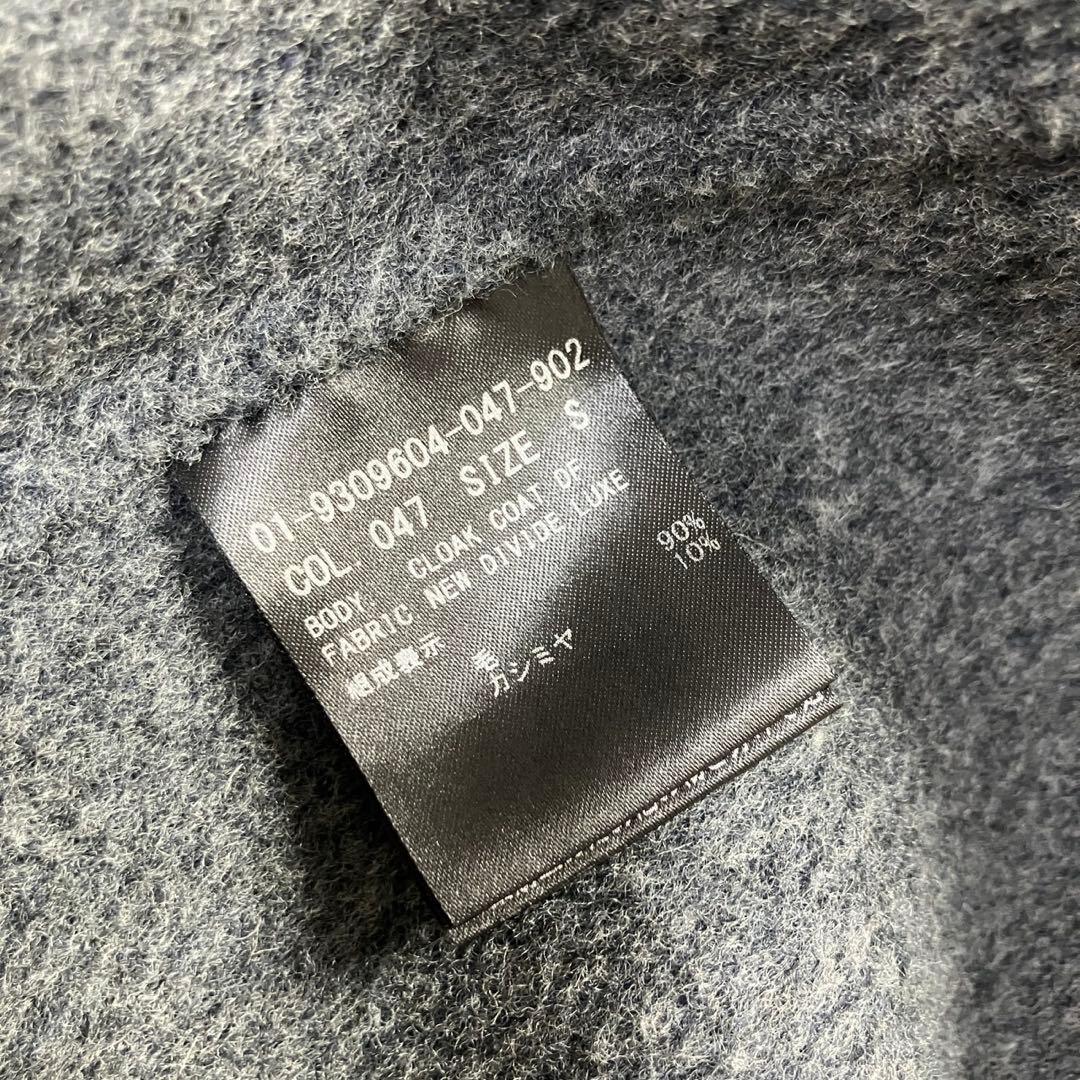 01-9309604-047-902
COL. 047 SIZE S
BODY. CLOAK COAT OF
FABRIC NEW DIVIDE LUXE
組成表示 毛 90%
カシミヤ 10%